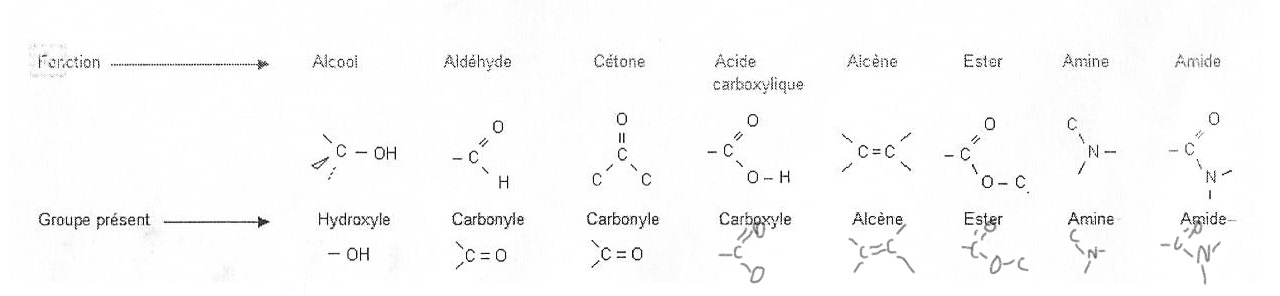 Fonction Alcool Aldéhyde Cétone Acide carboxylique Alcène Ester Amine Amide
C – OH
– C O H
O C C C
– C O O – H
C = C
– C O O – C
C N –
– C O N
Groupe présent Hydroxyle Carbonyle Carbonyle Carboxyle Alcène Ester Amine Amide
– OH
C = O
C = O
– C O O
C = C
– C O O – C
C N –
– C O N